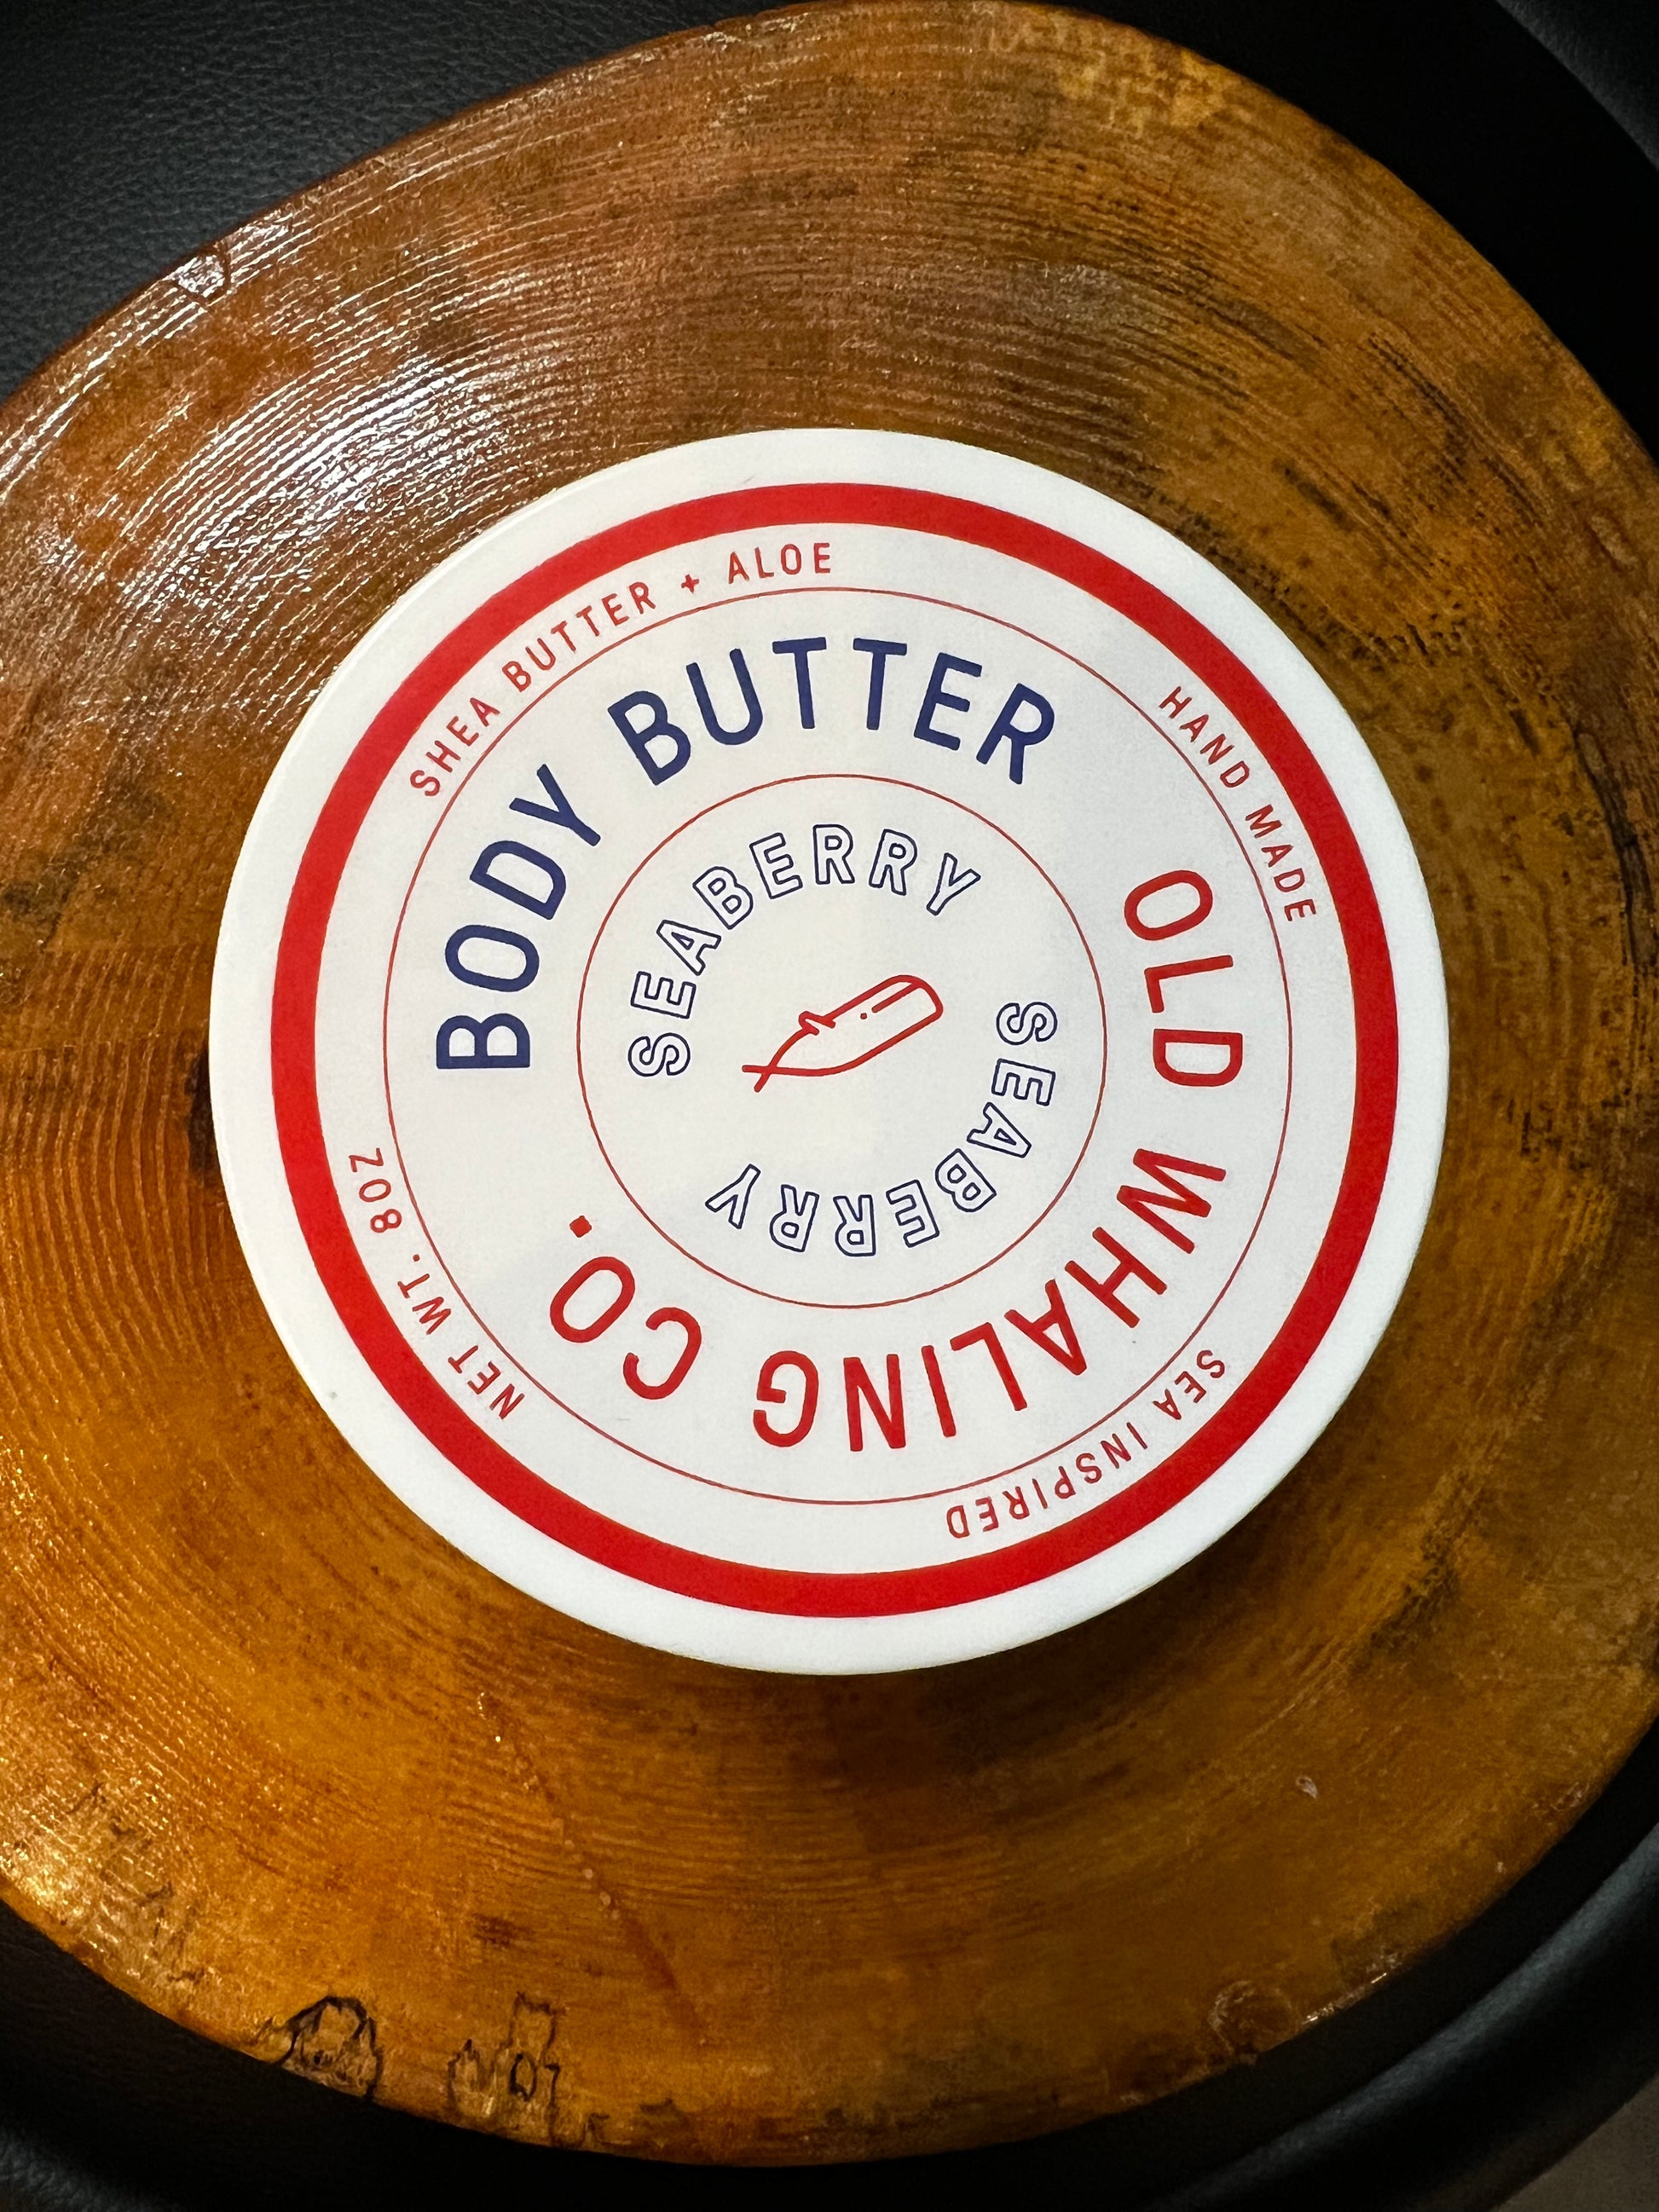 SHEA BUTTER + ALOE
HAND MADE
SEA INSPIRED
NET WT. 8OZ
BODY BUTTER
OLD WHALING CO.
SEABERRY
SEABERRY